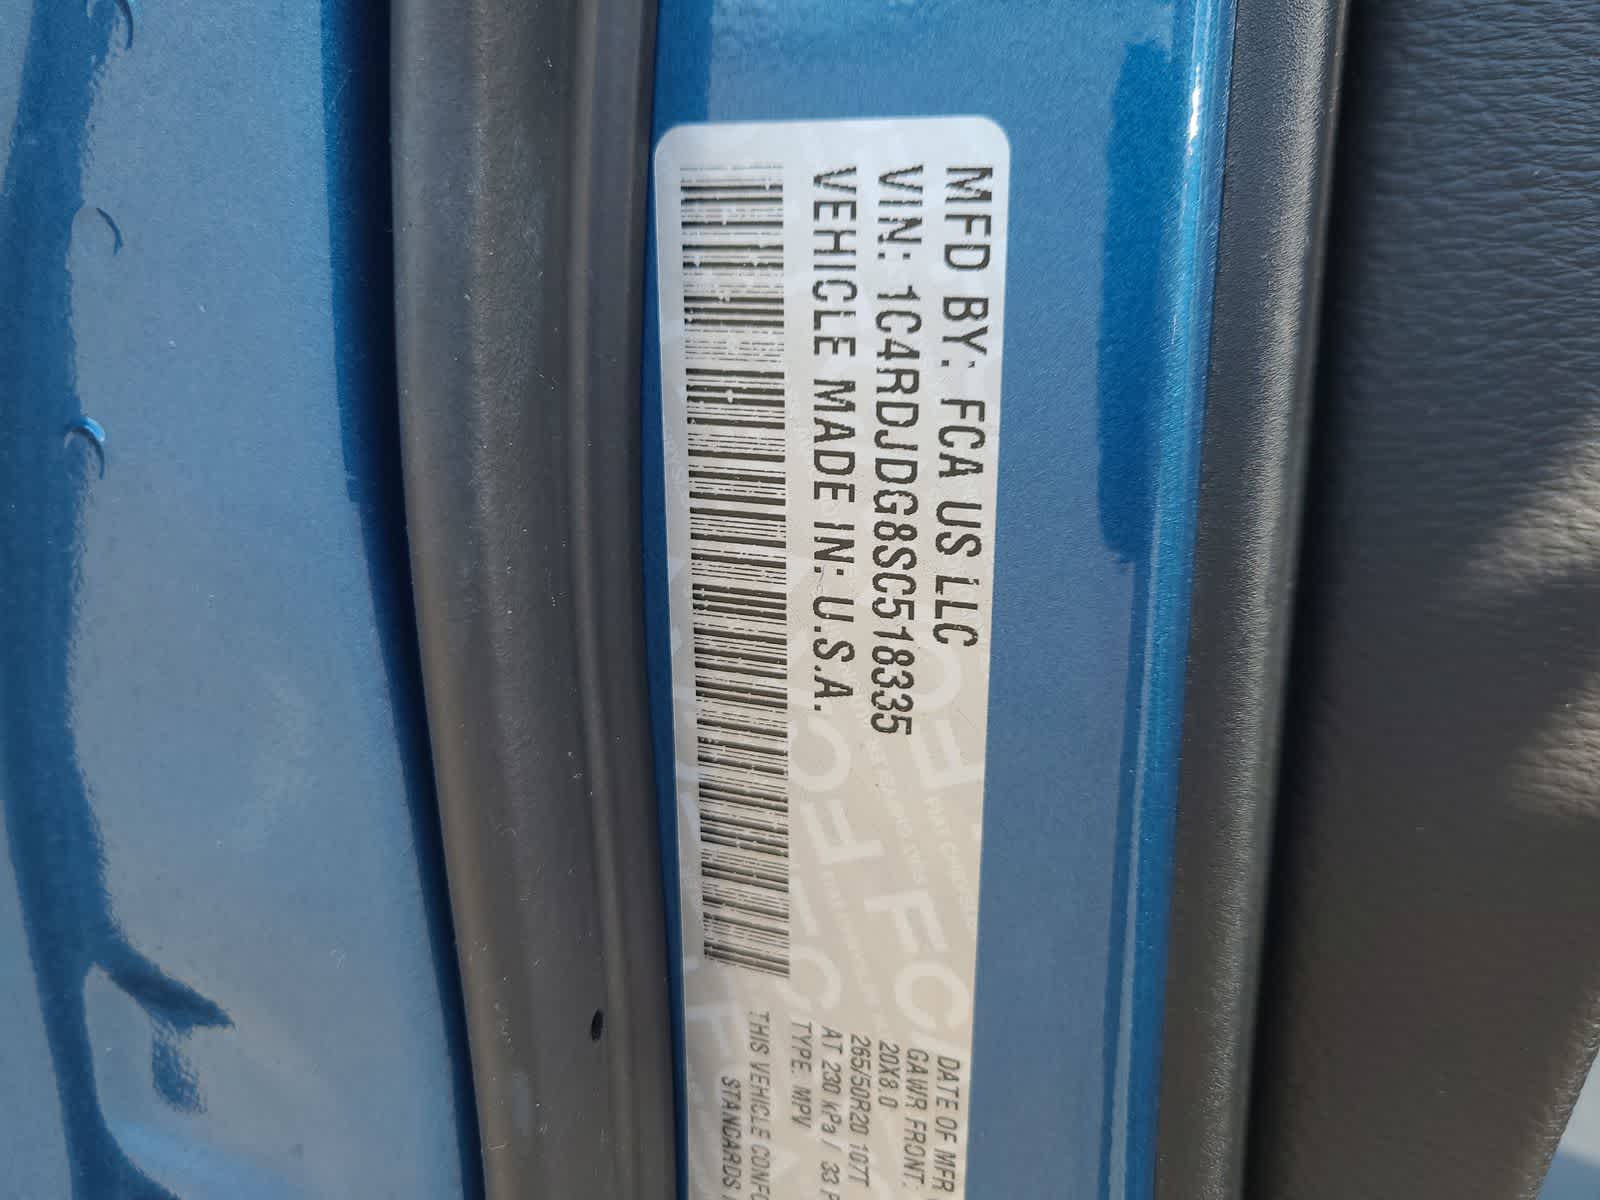 MFD BY: FCA US LLC
VIN: 1C4RDJDG8SC518335
VEHICLE MADE IN: U.S.A.
DATE OF MFR
GAWR FRONT:
20X8.0
265/50R20 107T
AT 230 kPa/ 33 P
TYPE: MPV
THIS VEHICLE CONFO
STANDARDS